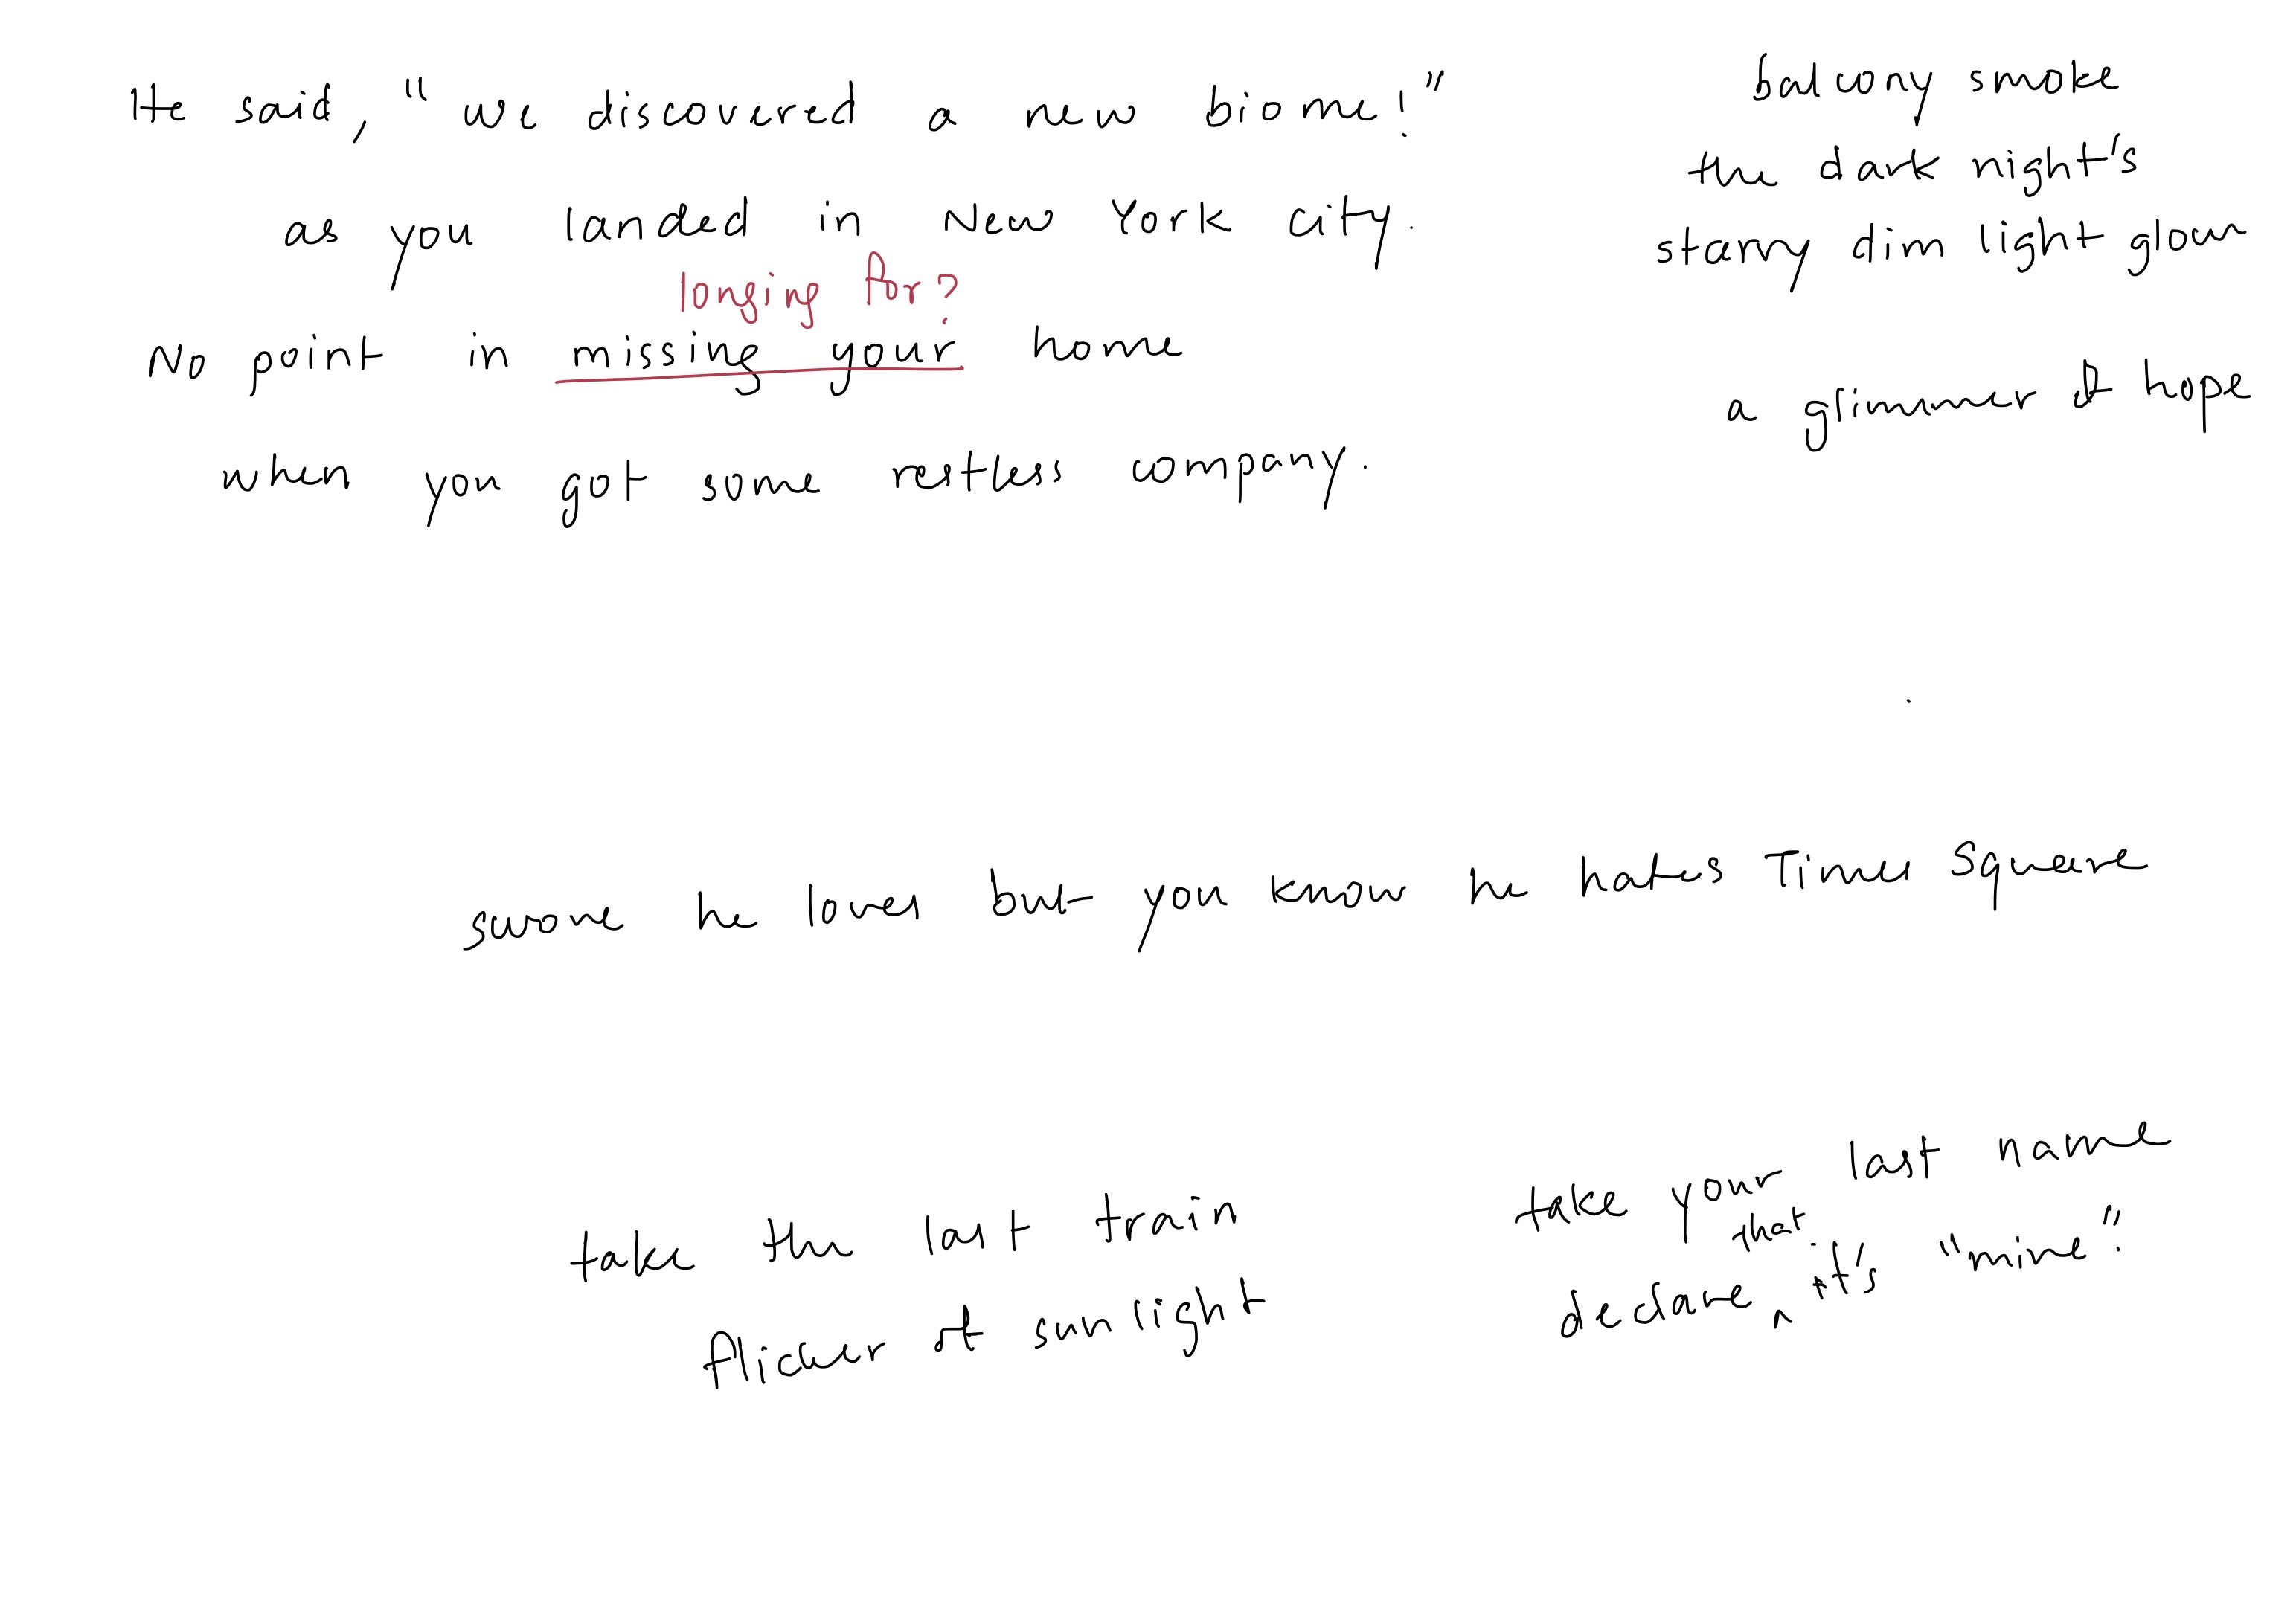 He said, "we discovered a new biome!"
as you landed in New York City.
longing for?
No point in missing your home
when you got some restless company.
balcony smoke
the dark night's
starry dim light glow
a glimmer of hope
swore he loves but you know he hates Times Square
take the last train
flicker of sunlight
take your last name
that
declare it's "mine"?